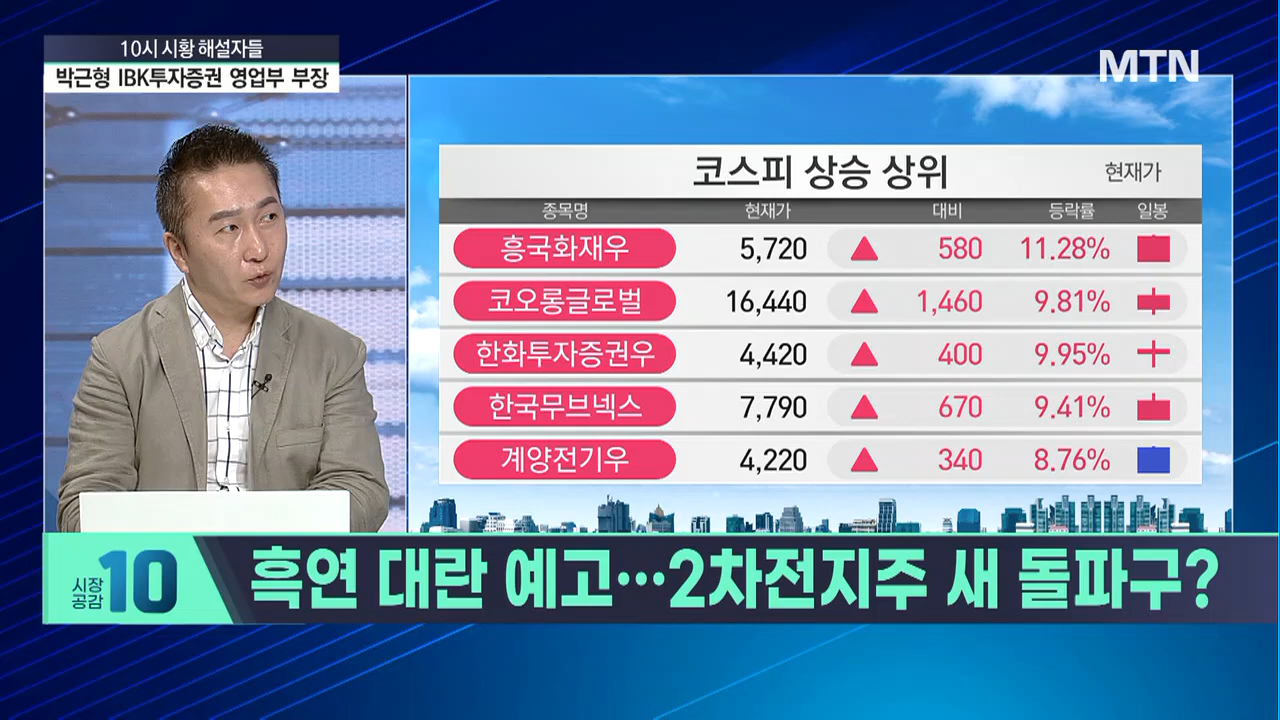 10시 시황 해설자들
박근형 IBK투자증권 영업부 부장
MTN
코스피 상승 상위 현재가
종목명 현재가 대비 등락률 일봉
흥국화재우 5,720 ▲ 580 11.28%
코오롱글로벌 16,440 ▲ 1,460 9.81%
한화투자증권우 4,420 ▲ 400 9.95%
한국무브넥스 7,790 ▲ 670 9.41%
계양전기우 4,220 ▲ 340 8.76%
시장
공감
10
흑연 대란 예고…2차전지주 새 돌파구?